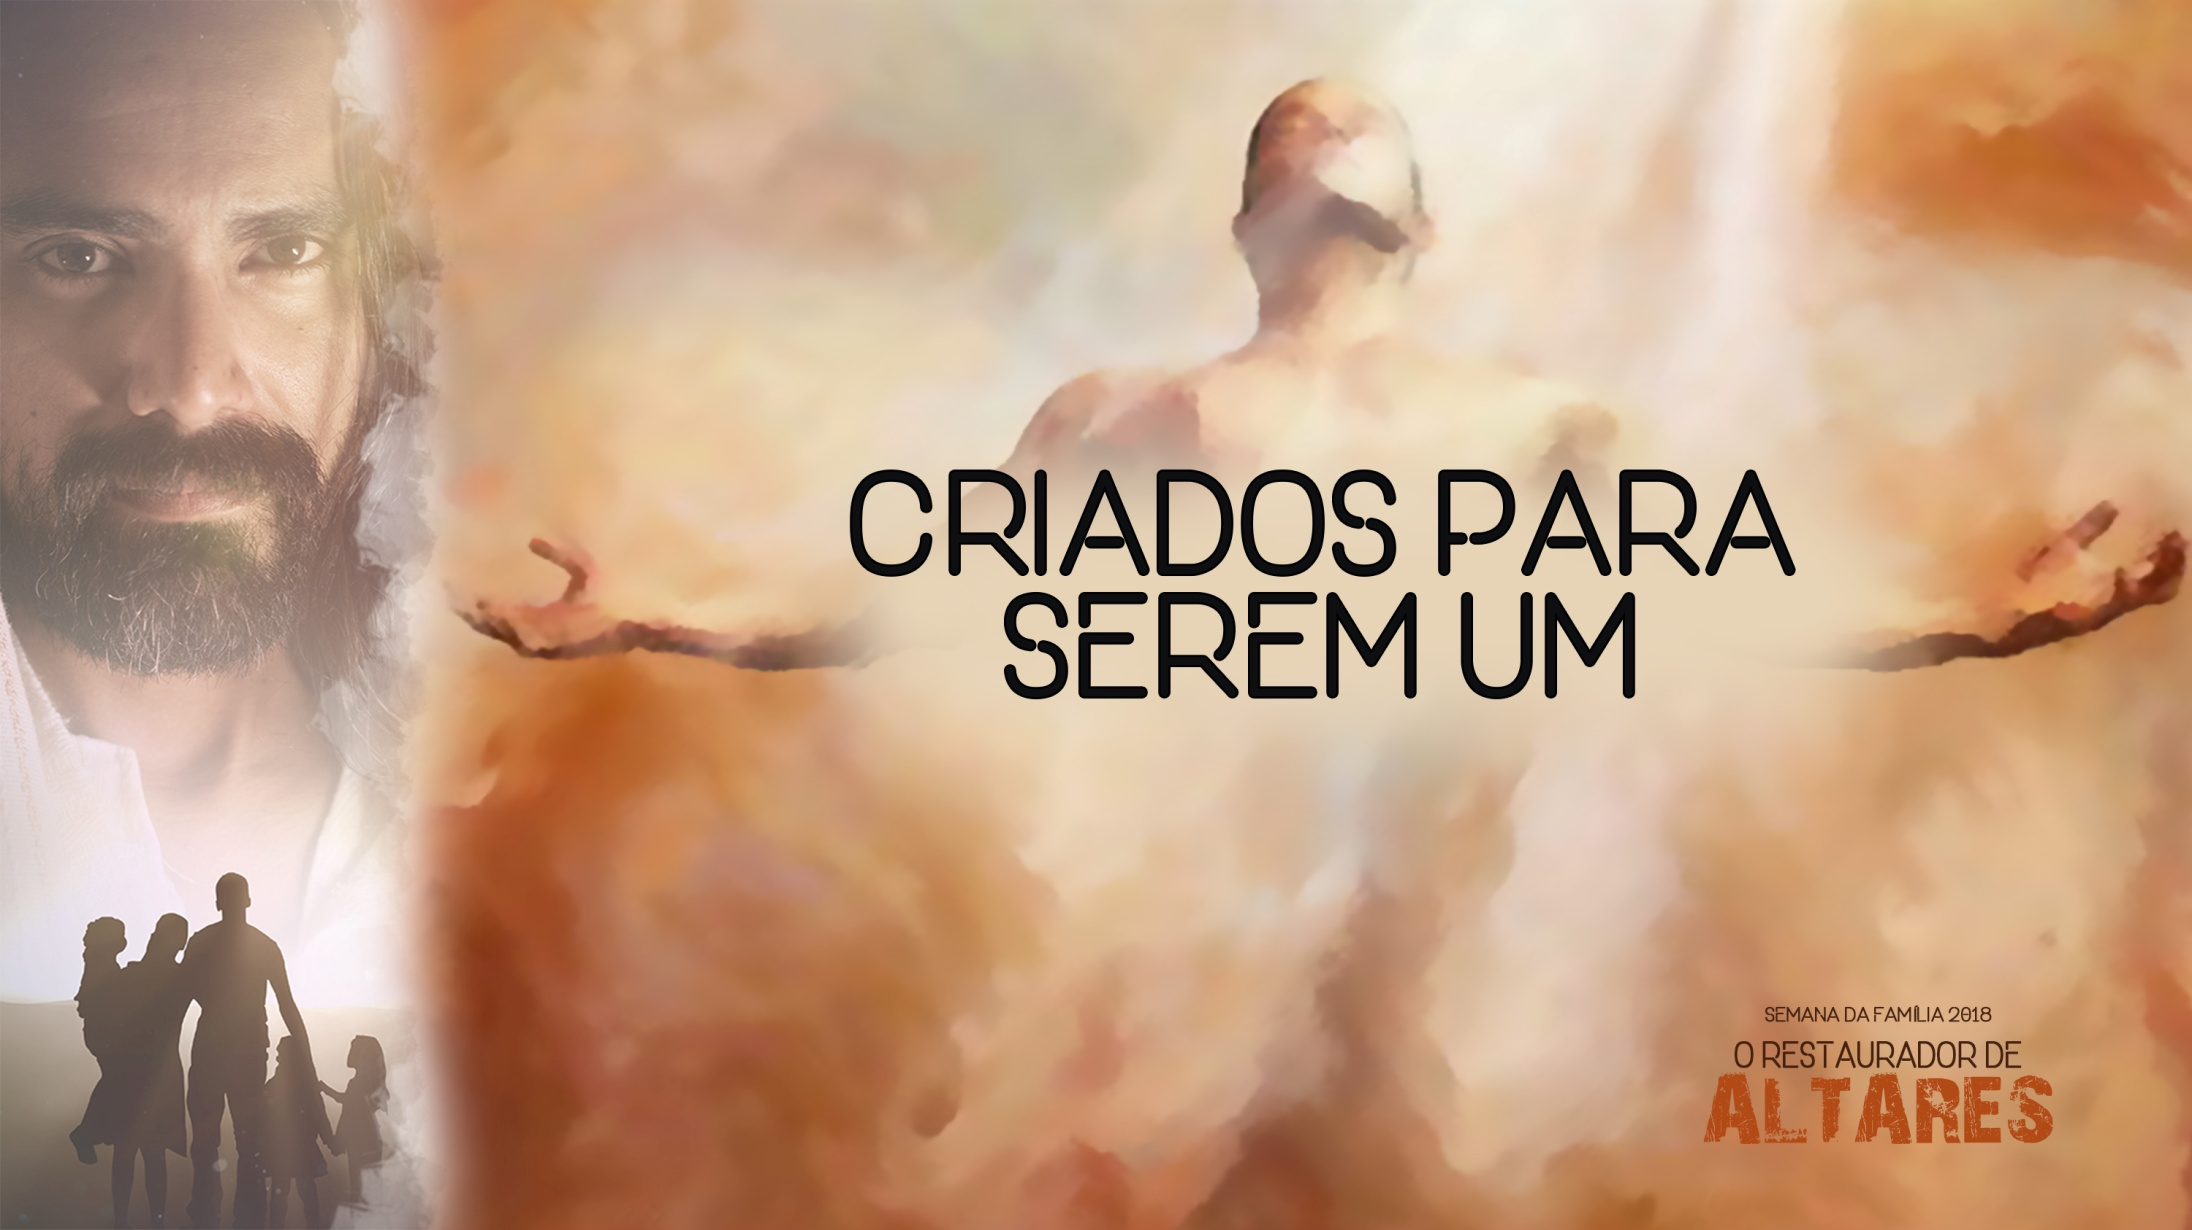 CRIADOS PARA
SEREM UM
SEMANA DA FAMÍLIA 2018
O RESTAURADOR DE
ALTARES